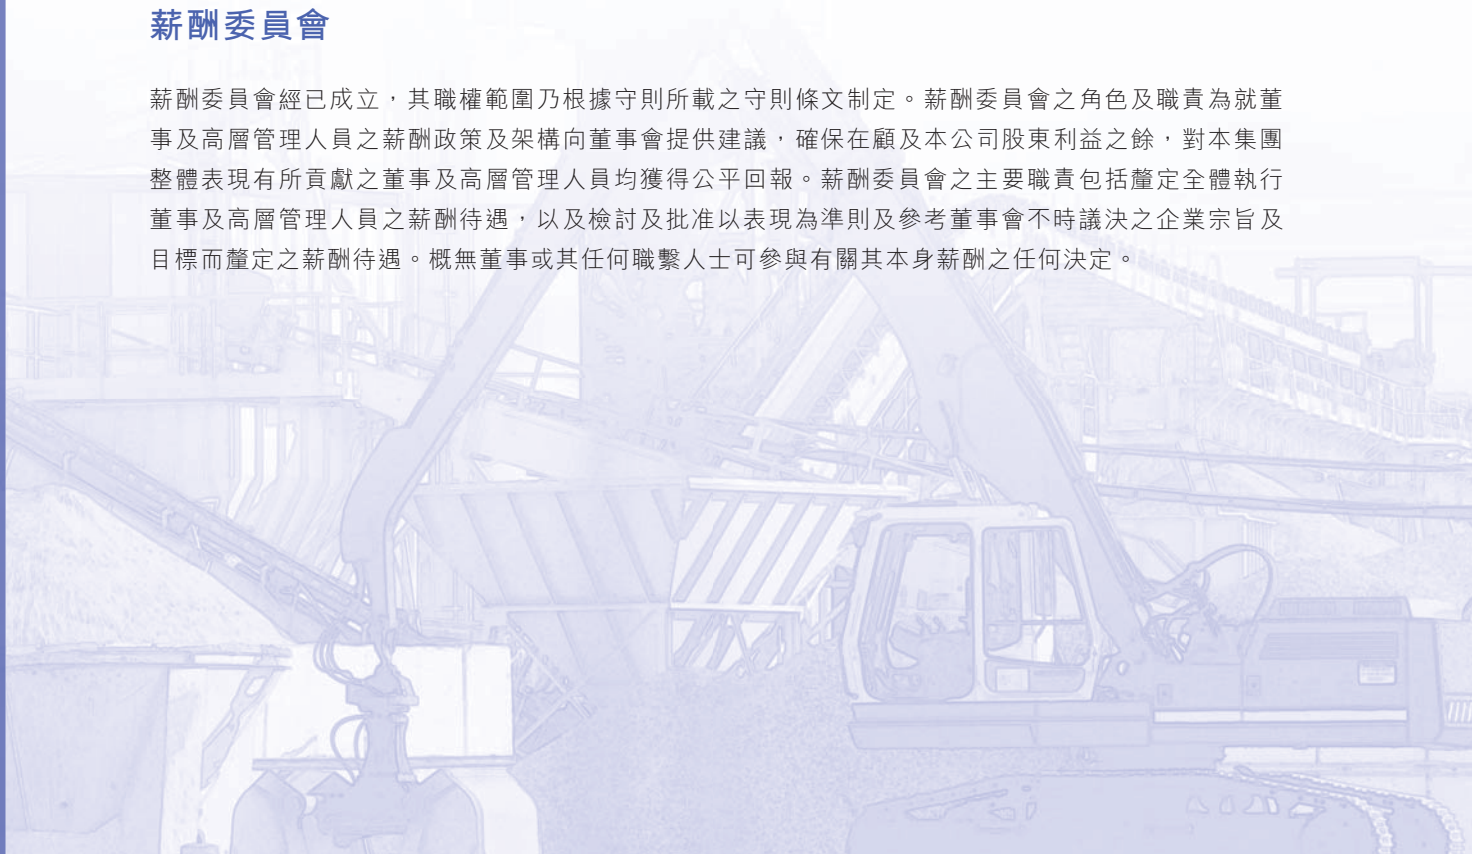 薪酬委員會
薪酬委員會經已成立，其職權範圍乃根據守則所載之守則條文制定。薪酬委員會之角色及職責為就董
事及高層管理人員之薪酬政策及架構向董事會提供建議，確保在顧及本公司股東利益之餘，對本集團
整體表現有所貢獻之董事及高層管理人員均獲得公平回報。薪酬委員會之主要職責包括釐定全體執行
董事及高層管理人員之薪酬待遇，以及檢討及批准以表現為準則及參考董事會不時議決之企業宗旨及
目標而釐定之薪酬待遇。概無董事或其任何職繫人士可參與有關其本身薪酬之任何決定。